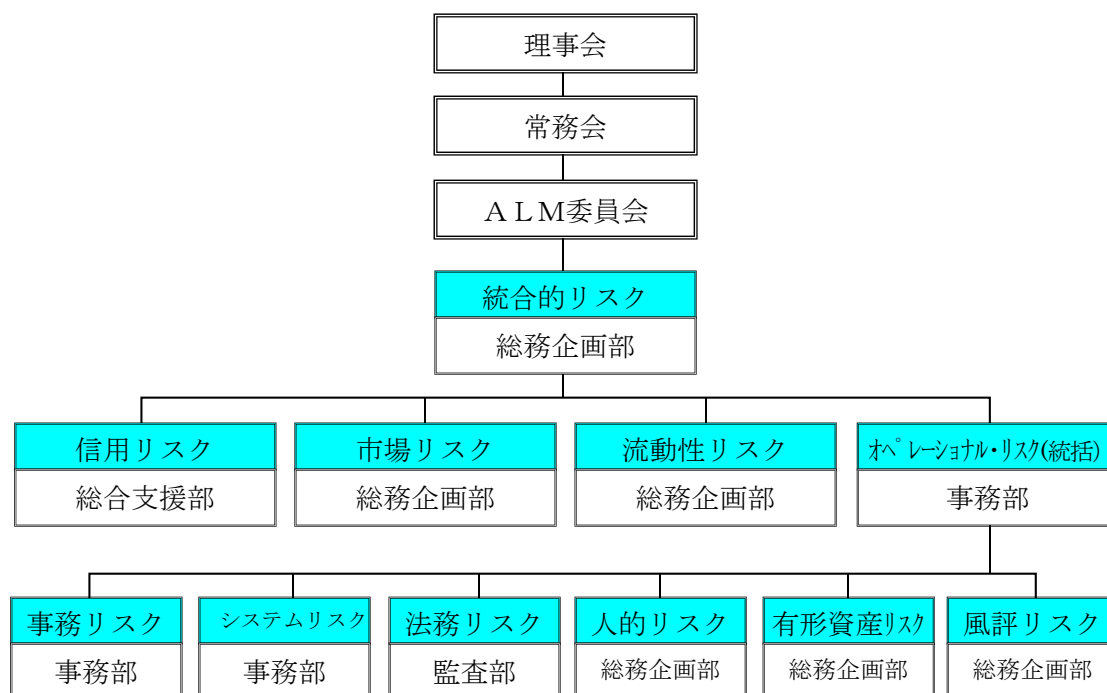 理事会
常務会
ＡＬＭ委員会
統合的リスク
総務企画部
信用リスク
総合支援部
市場リスク
総務企画部
流動性リスク
総務企画部
ｵﾍﾟﾚｰｼｮﾅﾙ・ﾘｽｸ(統括)
事務部
事務リスク
事務部
システムリスク
事務部
法務リスク
監査部
人的リスク
総務企画部
有形資産ﾘｽｸ
総務企画部
風評リスク
総務企画部